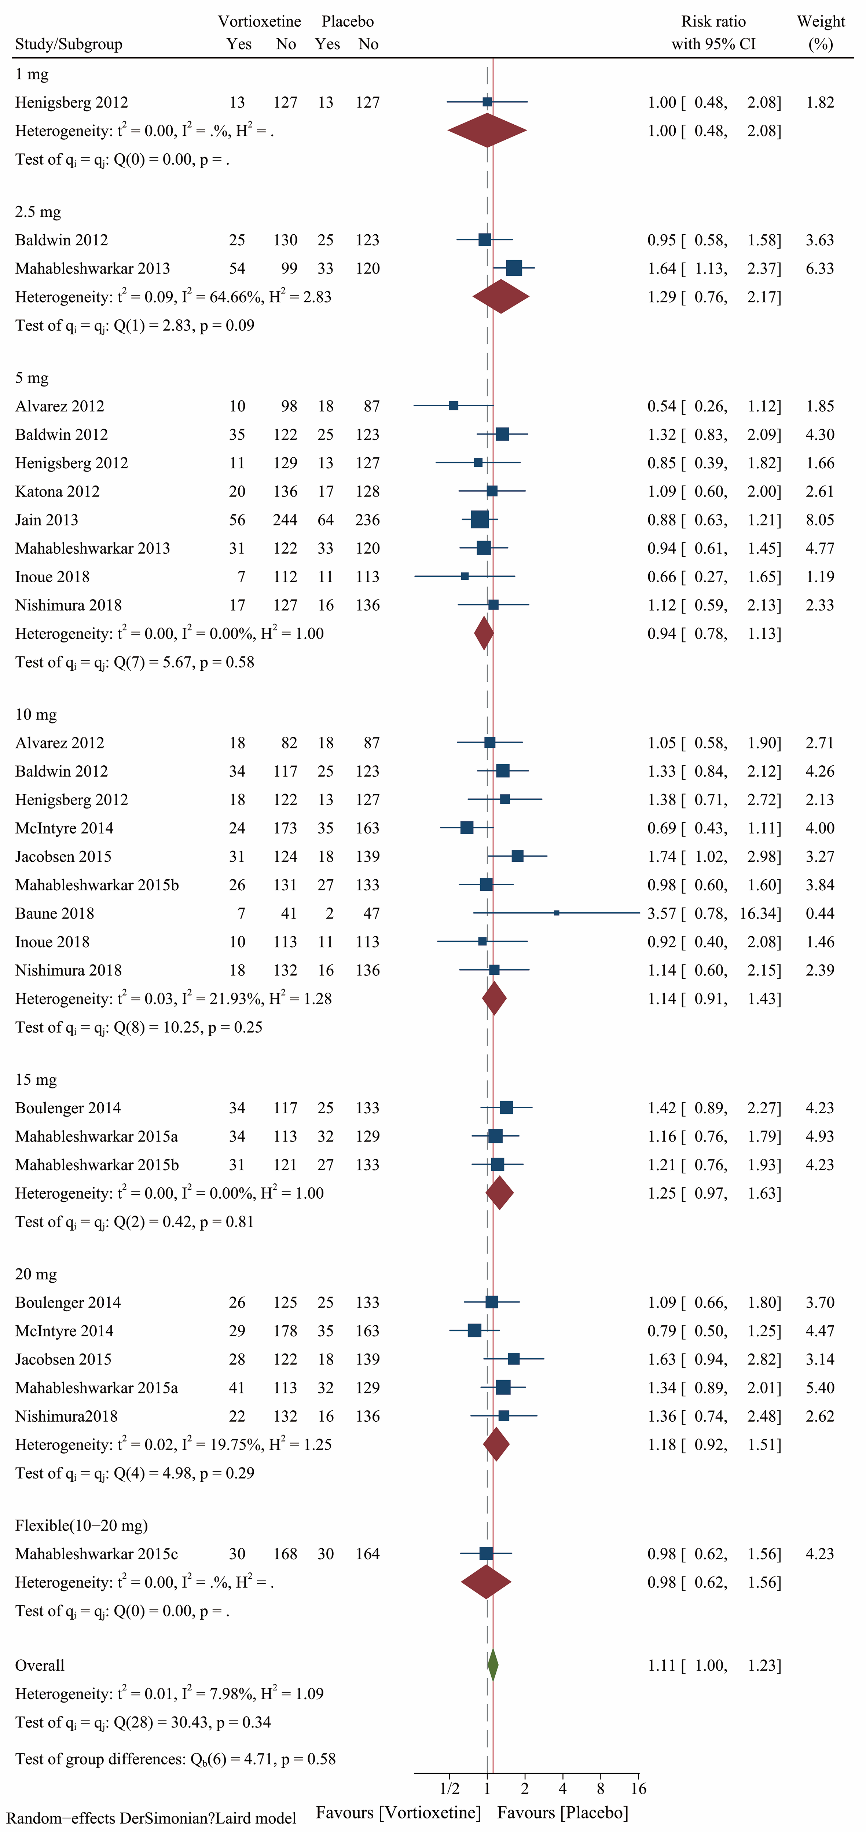 Vortioxetine Placebo Risk ratio Weight
Study/Subgroup Yes No Yes No with 95% CI (%)
1 mg
Henigsberg 2012 13 127 13 127 1.00 [ 0.48, 2.08] 1.82
Heterogeneity: t² = 0.00, I² = .%, H² = . 1.00 [ 0.48, 2.08]
Test of qᵢ = qⱼ: Q(0) = 0.00, p = .
2.5 mg
Baldwin 2012 25 130 25 123 0.95 [ 0.58, 1.58] 3.63
Mahableshwarkar 2013 54 99 33 120 1.64 [ 1.13, 2.37] 6.33
Heterogeneity: t² = 0.09, I² = 64.66%, H² = 2.83 1.29 [ 0.76, 2.17]
Test of qᵢ = qⱼ: Q(1) = 2.83, p = 0.09
5 mg
Alvarez 2012 10 98 18 87 0.54 [ 0.26, 1.12] 1.85
Baldwin 2012 35 122 25 123 1.32 [ 0.83, 2.09] 4.30
Henigsberg 2012 11 129 13 127 0.85 [ 0.39, 1.82] 1.66
Katona 2012 20 136 17 128 1.09 [ 0.60, 2.00] 2.61
Jain 2013 56 244 64 236 0.88 [ 0.63, 1.21] 8.05
Mahableshwarkar 2013 31 122 33 120 0.94 [ 0.61, 1.45] 4.77
Inoue 2018 7 112 11 113 0.66 [ 0.27, 1.65] 1.19
Nishimura 2018 17 127 16 136 1.12 [ 0.59, 2.13] 2.33
Heterogeneity: t² = 0.00, I² = 0.00%, H² = 1.00 0.94 [ 0.78, 1.13]
Test of qᵢ = qⱼ: Q(7) = 5.67, p = 0.58
10 mg
Alvarez 2012 18 82 18 87 1.05 [ 0.58, 1.90] 2.71
Baldwin 2012 34 117 25 123 1.33 [ 0.84, 2.12] 4.26
Henigsberg 2012 18 122 13 127 1.38 [ 0.71, 2.72] 2.13
McIntyre 2014 24 173 35 163 0.69 [ 0.43, 1.11] 4.00
Jacobsen 2015 31 124 18 139 1.74 [ 1.02, 2.98] 3.27
Mahableshwarkar 2015b 26 131 27 133 0.98 [ 0.60, 1.60] 3.84
Baune 2018 7 41 2 47 3.57 [ 0.78, 16.34] 0.44
Inoue 2018 10 113 11 113 0.92 [ 0.40, 2.08] 1.46
Nishimura 2018 18 132 16 136 1.14 [ 0.60, 2.15] 2.39
Heterogeneity: t² = 0.03, I² = 21.93%, H² = 1.28 1.14 [ 0.91, 1.43]
Test of qᵢ = qⱼ: Q(8) = 10.25, p = 0.25
15 mg
Boulenger 2014 34 117 25 133 1.42 [ 0.89, 2.27] 4.23
Mahableshwarkar 2015a 34 113 32 129 1.16 [ 0.76, 1.79] 4.93
Mahableshwarkar 2015b 31 121 27 133 1.21 [ 0.76, 1.93] 4.23
Heterogeneity: t² = 0.00, I² = 0.00%, H² = 1.00 1.25 [ 0.97, 1.63]
Test of qᵢ = qⱼ: Q(2) = 0.42, p = 0.81
20 mg
Boulenger 2014 26 125 25 133 1.09 [ 0.66, 1.80] 3.70
McIntyre 2014 29 178 35 163 0.79 [ 0.50, 1.25] 4.47
Jacobsen 2015 28 122 18 139 1.63 [ 0.94, 2.82] 3.14
Mahableshwarkar 2015a 41 113 32 129 1.34 [ 0.89, 2.01] 5.40
Nishimura2018 22 132 16 136 1.36 [ 0.74, 2.48] 2.62
Heterogeneity: t² = 0.02, I² = 19.75%, H² = 1.25 1.18 [ 0.92, 1.51]
Test of qᵢ = qⱼ: Q(4) = 4.98, p = 0.29
Flexible(10−20 mg)
Mahableshwarkar 2015c 30 168 30 164 0.98 [ 0.62, 1.56] 4.23
Heterogeneity: t² = 0.00, I² = .%, H² = . 0.98 [ 0.62, 1.56]
Test of qᵢ = qⱼ: Q(0) = 0.00, p = .
Overall 1.11 [ 1.00, 1.23]
Heterogeneity: t² = 0.01, I² = 7.98%, H² = 1.09
Test of qᵢ = qⱼ: Q(28) = 30.43, p = 0.34
Test of group differences: Q_b(6) = 4.71, p = 0.58
1/2 1 2 4 8 16
Random−effects DerSimonian?Laird model Favours [Vortioxetine] Favours [Placebo]